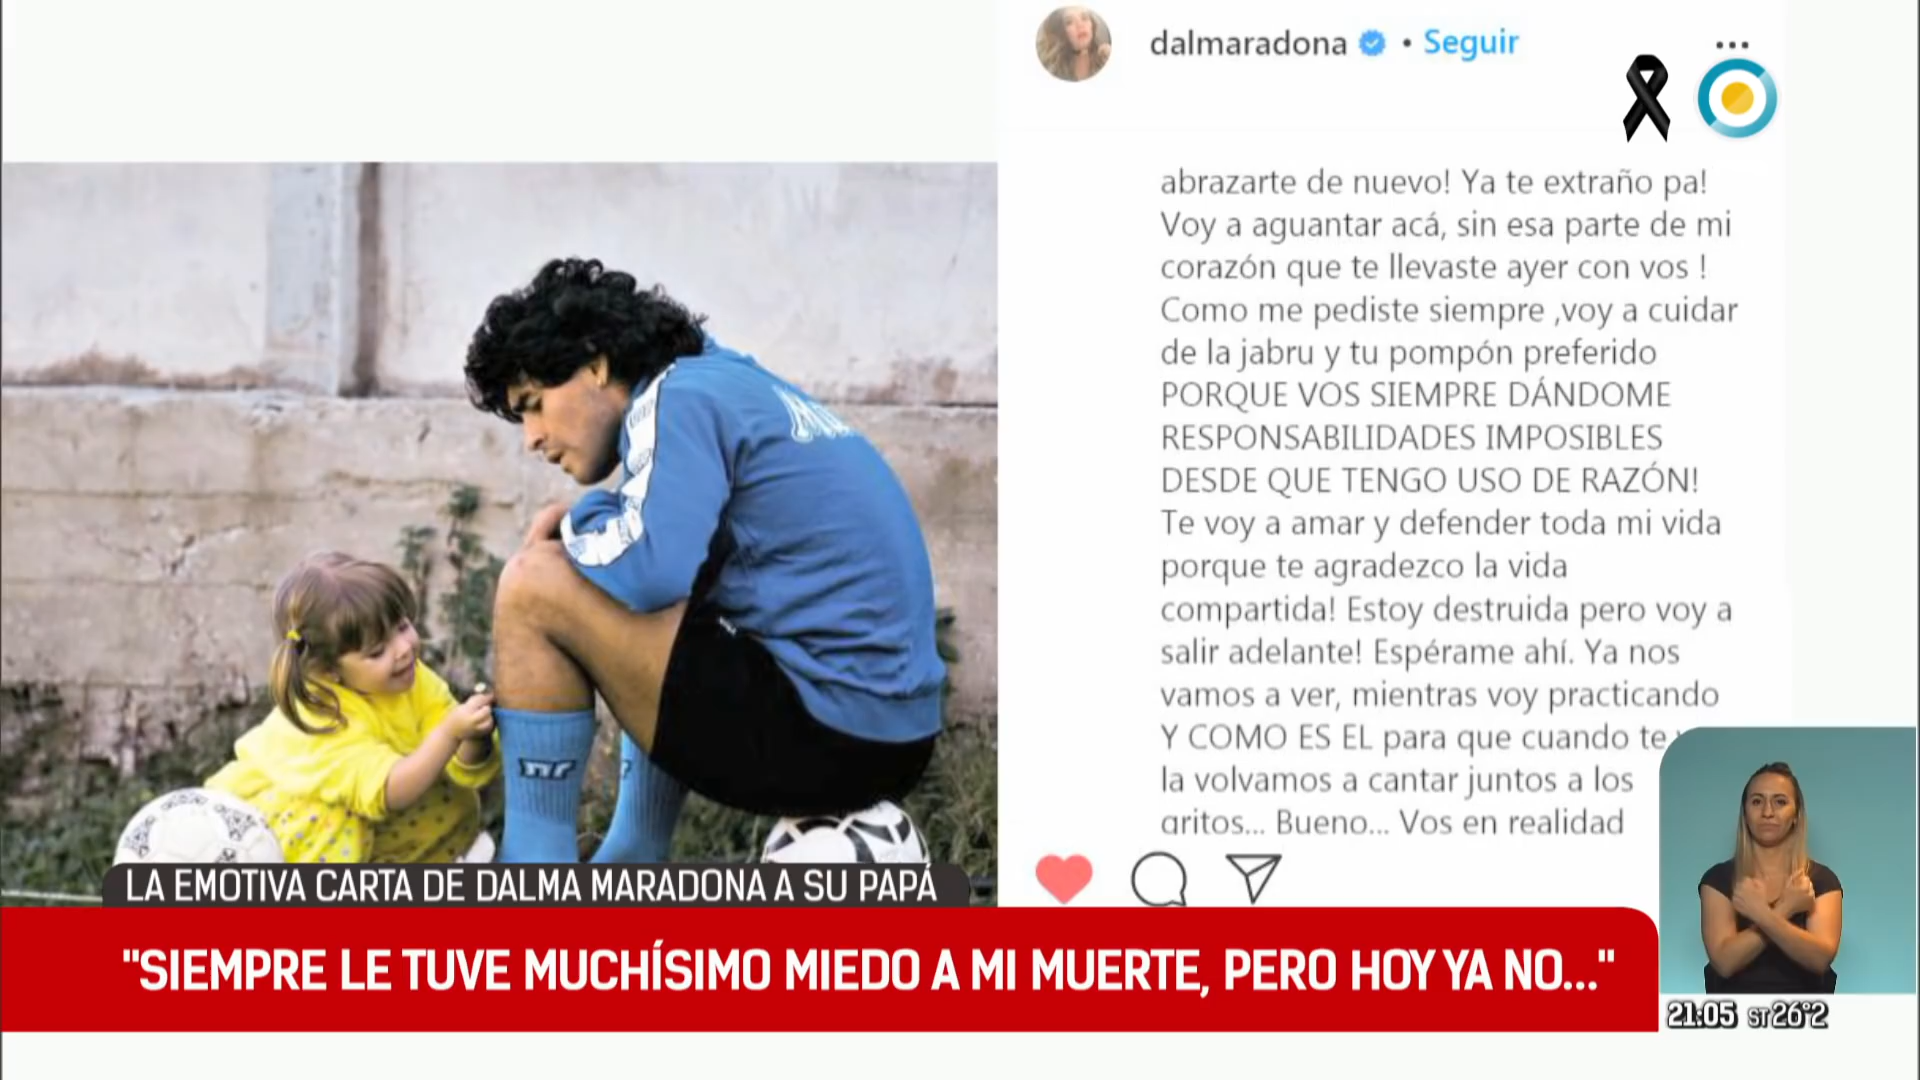 dalmaradona • Seguir
abrazarte de nuevo! Ya te extraño pa!
Voy a aguantar acá, sin esa parte de mi
corazón que te llevaste ayer con vos !
Como me pediste siempre ,voy a cuidar
de la jabru y tu pompón preferido
PORQUE VOS SIEMPRE DÁNDOME
RESPONSABILIDADES IMPOSIBLES
DESDE QUE TENGO USO DE RAZÓN!
Te voy a amar y defender toda mi vida
porque te agradezco la vida
compartida! Estoy destruida pero voy a
salir adelante! Espérame ahí. Ya nos
vamos a ver, mientras voy practicando
Y COMO ES EL para que cuando te
la volvamos a cantar juntos a los
gritos... Bueno... Vos en realidad
LA EMOTIVA CARTA DE DALMA MARADONA A SU PAPÁ
"SIEMPRE LE TUVE MUCHÍSIMO MIEDO A MI MUERTE, PERO HOY YA NO..."
21:05 ST 26°2